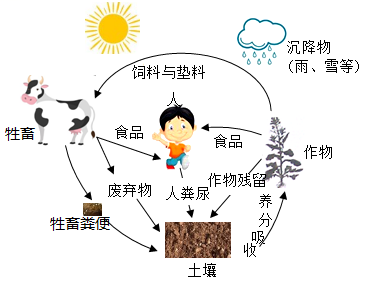 沉降物
（雨、雪等）
饲料与垫料
人
牲畜
食品
食品
作物
废弃物
人粪尿
作物残留
养分吸收
牲畜粪便
土壤